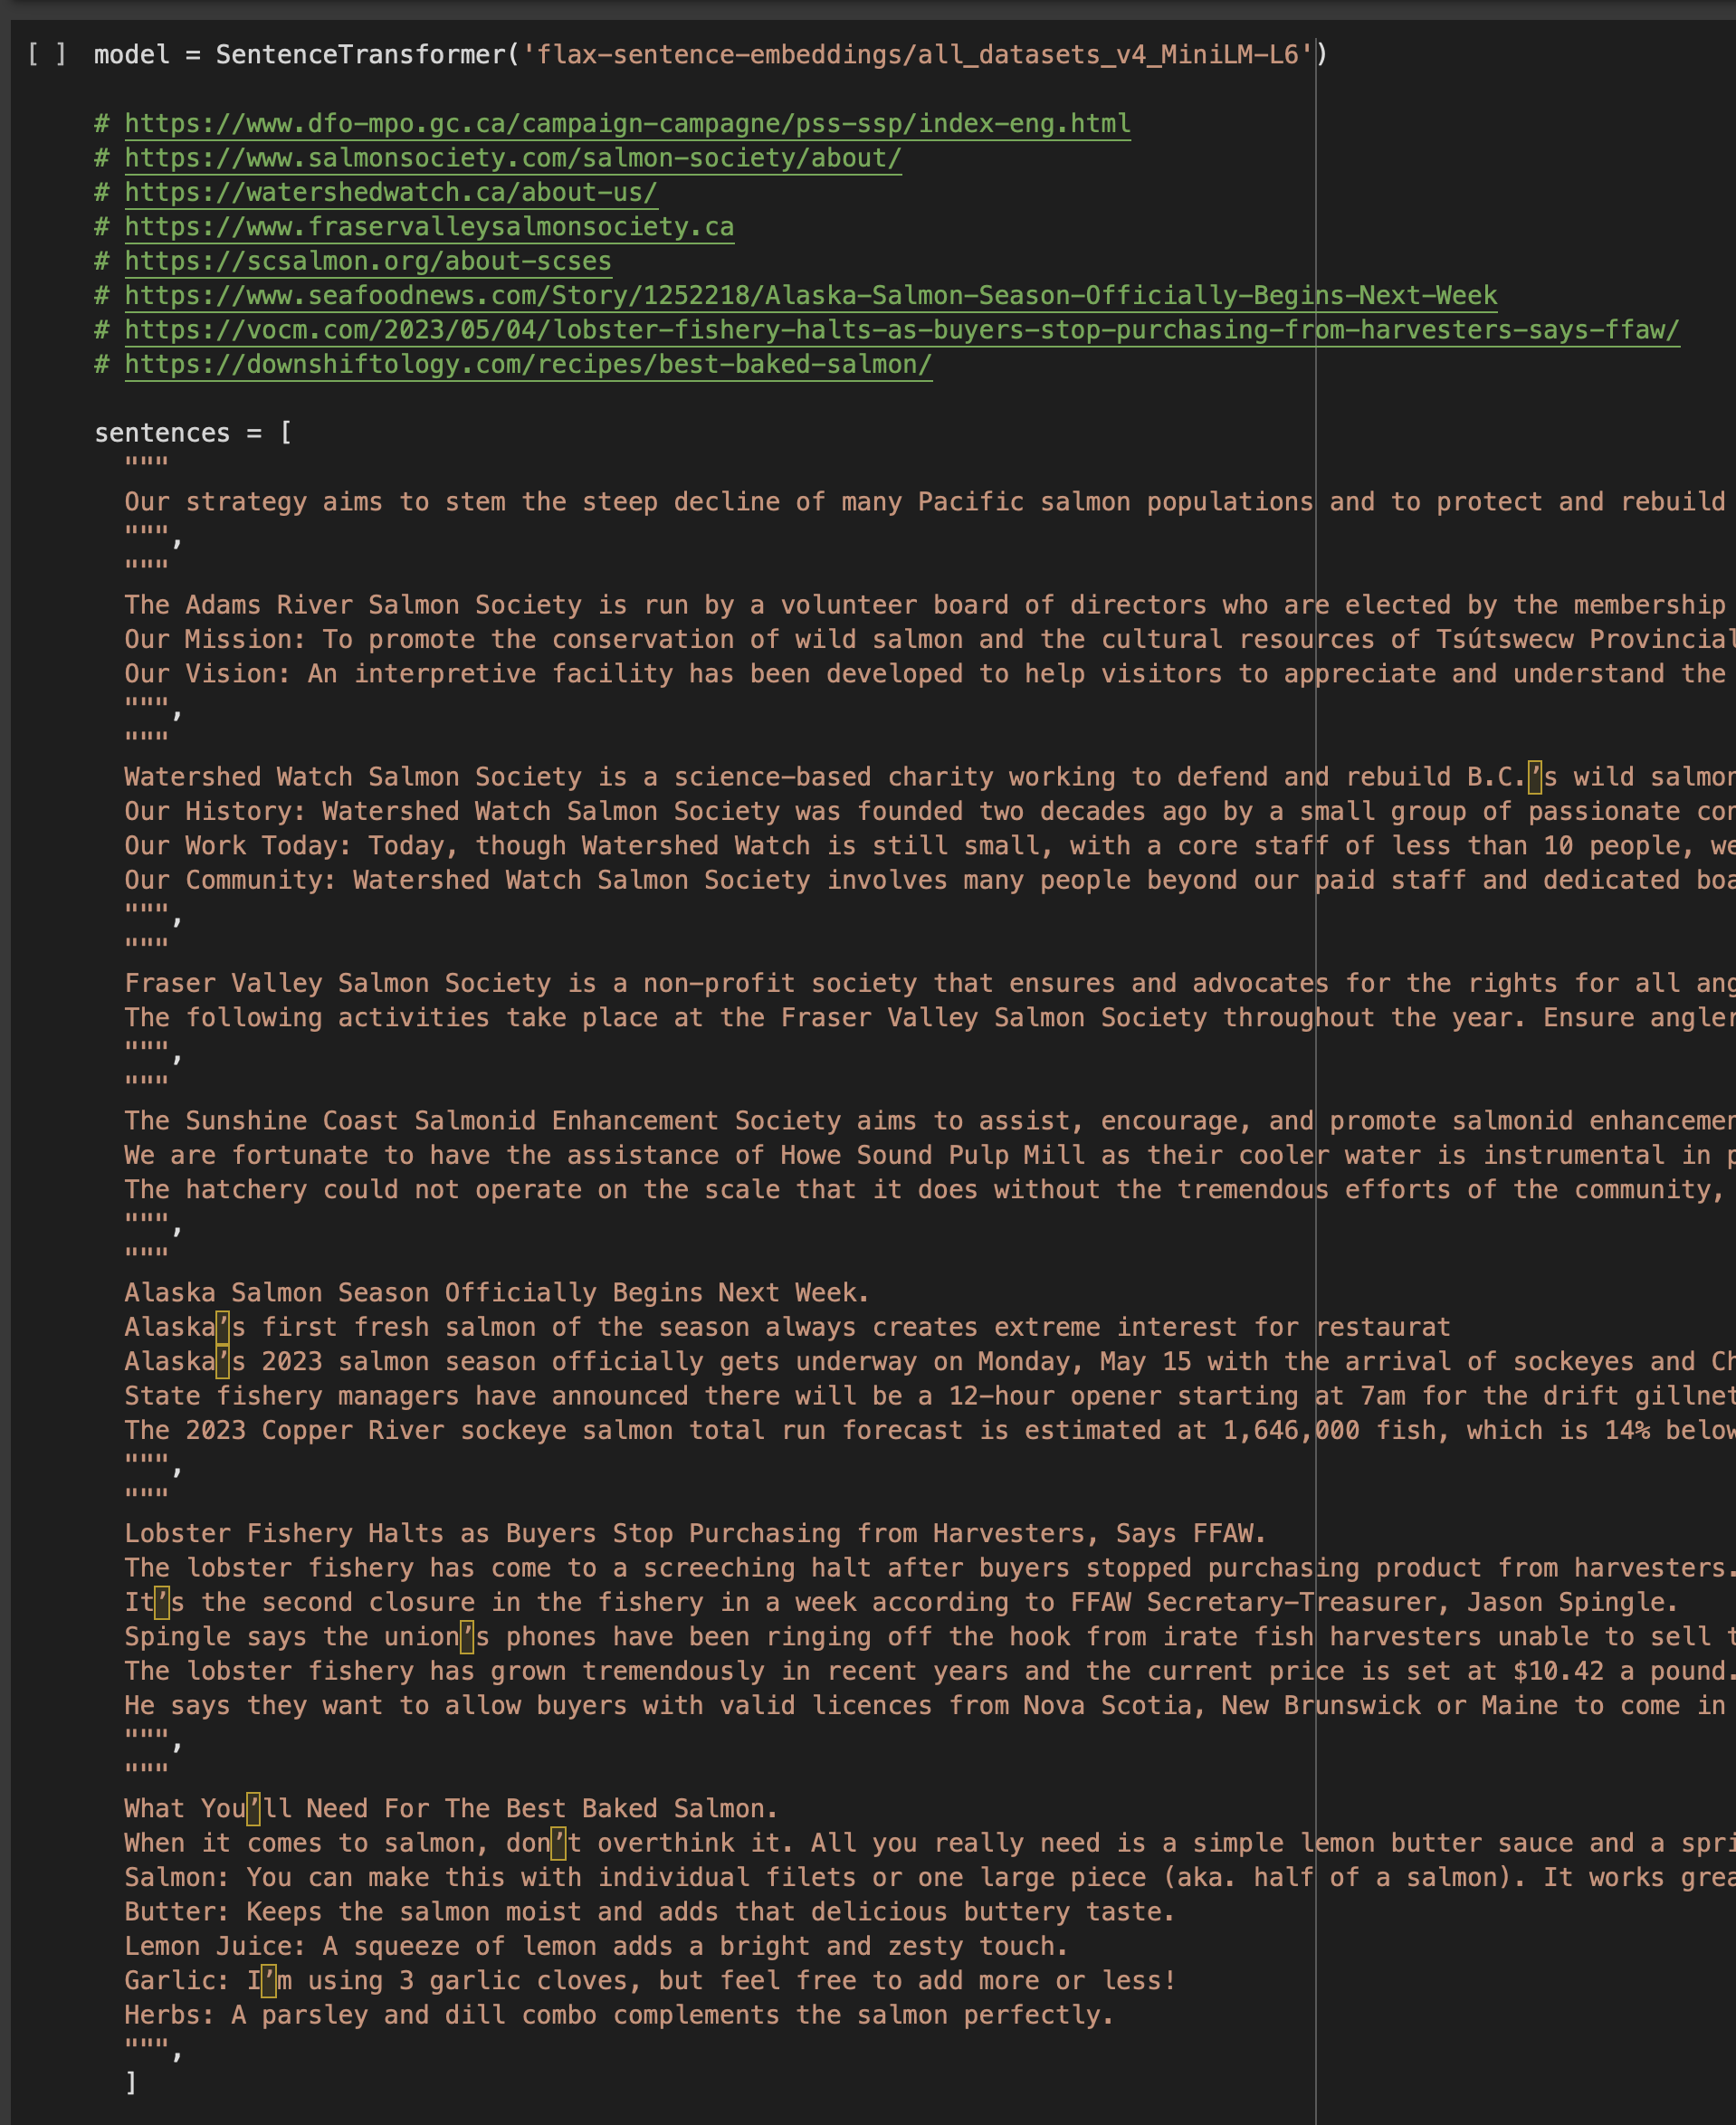 [ ] model = SentenceTransformer('flax-sentence-embeddings/all_datasets_v4_MiniLM-L6')
# https://www.dfo-mpo.gc.ca/campaign-campagne/pss-ssp/index-eng.html
# https://www.salmonsociety.com/salmon-society/about/
# https://watershedwatch.ca/about-us/
# https://www.fraservalleysalmonsociety.ca
# https://scsalmon.org/about-scses
# https://www.seafoodnews.com/Story/1252218/Alaska-Salmon-Season-Officially-Begins-Next-Week
# https://vocm.com/2023/05/04/lobster-fishery-halts-as-buyers-stop-purchasing-from-harvesters-says-ffaw/
# https://downshiftology.com/recipes/best-baked-salmon/
sentences = [
"""
Our strategy aims to stem the steep decline of many Pacific salmon populations and to protect and rebuild
""",
"""
The Adams River Salmon Society is run by a volunteer board of directors who are elected by the membership
Our Mission: To promote the conservation of wild salmon and the cultural resources of Tsútswecw Provincial
Our Vision: An interpretive facility has been developed to help visitors to appreciate and understand the
""",
"""
Watershed Watch Salmon Society is a science-based charity working to defend and rebuild B.C.’s wild salmon
Our History: Watershed Watch Salmon Society was founded two decades ago by a small group of passionate con
Our Work Today: Today, though Watershed Watch is still small, with a core staff of less than 10 people, we
Our Community: Watershed Watch Salmon Society involves many people beyond our paid staff and dedicated boa
""",
"""
Fraser Valley Salmon Society is a non-profit society that ensures and advocates for the rights for all ang
The following activities take place at the Fraser Valley Salmon Society throughout the year. Ensure angler
""",
"""
The Sunshine Coast Salmonid Enhancement Society aims to assist, encourage, and promote salmonid enhancemen
We are fortunate to have the assistance of Howe Sound Pulp Mill as their cooler water is instrumental in p
The hatchery could not operate on the scale that it does without the tremendous efforts of the community,
""",
"""
Alaska Salmon Season Officially Begins Next Week.
Alaska’s first fresh salmon of the season always creates extreme interest for restaurat
Alaska’s 2023 salmon season officially gets underway on Monday, May 15 with the arrival of sockeyes and Ch
State fishery managers have announced there will be a 12-hour opener starting at 7am for the drift gillnet
The 2023 Copper River sockeye salmon total run forecast is estimated at 1,646,000 fish, which is 14% below
""",
"""
Lobster Fishery Halts as Buyers Stop Purchasing from Harvesters, Says FFAW.
The lobster fishery has come to a screeching halt after buyers stopped purchasing product from harvesters.
It’s the second closure in the fishery in a week according to FFAW Secretary-Treasurer, Jason Spingle.
Spingle says the union’s phones have been ringing off the hook from irate fish harvesters unable to sell t
The lobster fishery has grown tremendously in recent years and the current price is set at $10.42 a pound.
He says they want to allow buyers with valid licences from Nova Scotia, New Brunswick or Maine to come in
""",
"""
What You’ll Need For The Best Baked Salmon.
When it comes to salmon, don’t overthink it. All you really need is a simple lemon butter sauce and a spri
Salmon: You can make this with individual filets or one large piece (aka. half of a salmon). It works grea
Butter: Keeps the salmon moist and adds that delicious buttery taste.
Lemon Juice: A squeeze of lemon adds a bright and zesty touch.
Garlic: I’m using 3 garlic cloves, but feel free to add more or less!
Herbs: A parsley and dill combo complements the salmon perfectly.
""",
]